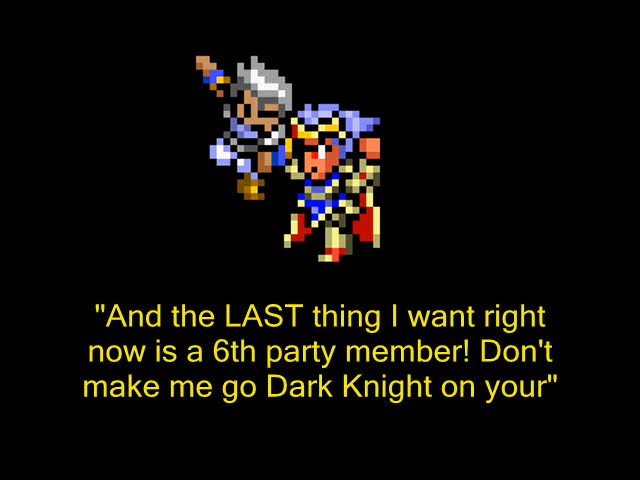 "And the LAST thing I want right
now is a 6th party member! Don't
make me go Dark Knight on your"